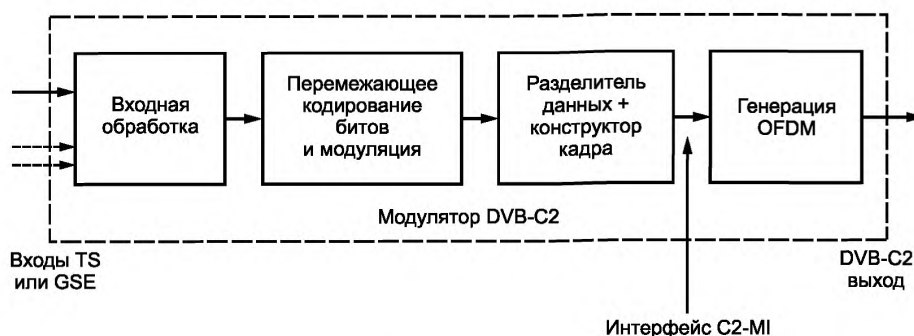 Входная
обработка
Перемежающее
кодирование
битов
и модуляция
Разделитель
данных +
конструктор
кадра
Генерация
OFDM
Модулятор DVB-C2
Входы TS
или GSE
DVB-C2
выход
Интерфейс C2-MI